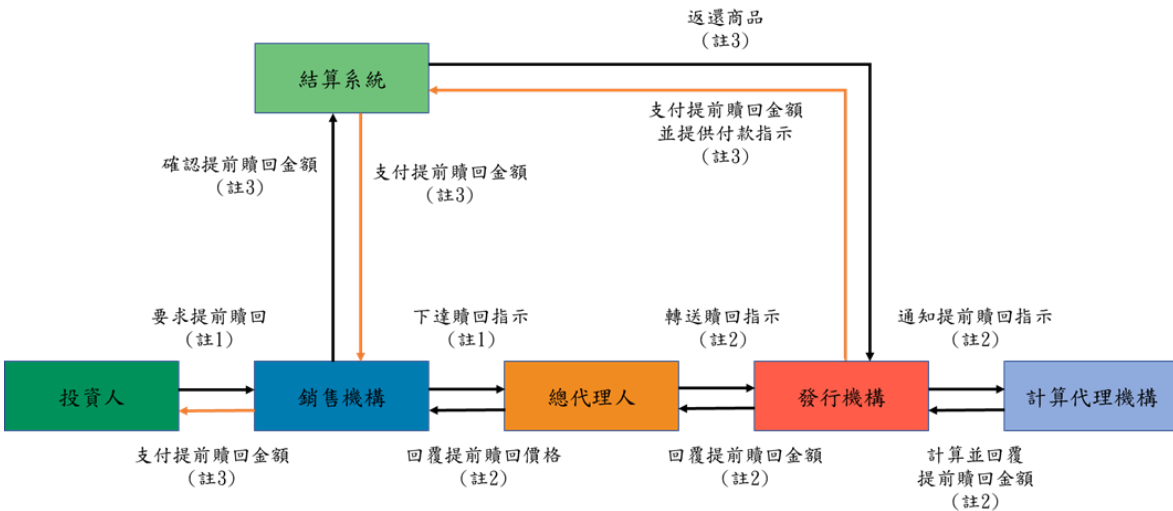 返還商品
(註3)
結算系統
支付提前贖回金額
並提供付款指示
(註3)
確認提前贖回金額
(註3)
支付提前贖回金額
(註3)
要求提前贖回
(註1)
下達贖回指示
(註1)
轉送贖回指示
(註2)
通知提前贖回指示
(註2)
投資人
銷售機構
總代理人
發行機構
計算代理機構
支付提前贖回金額
(註3)
回覆提前贖回價格
(註2)
回覆提前贖回金額
(註2)
計算並回覆
提前贖回金額
(註2)